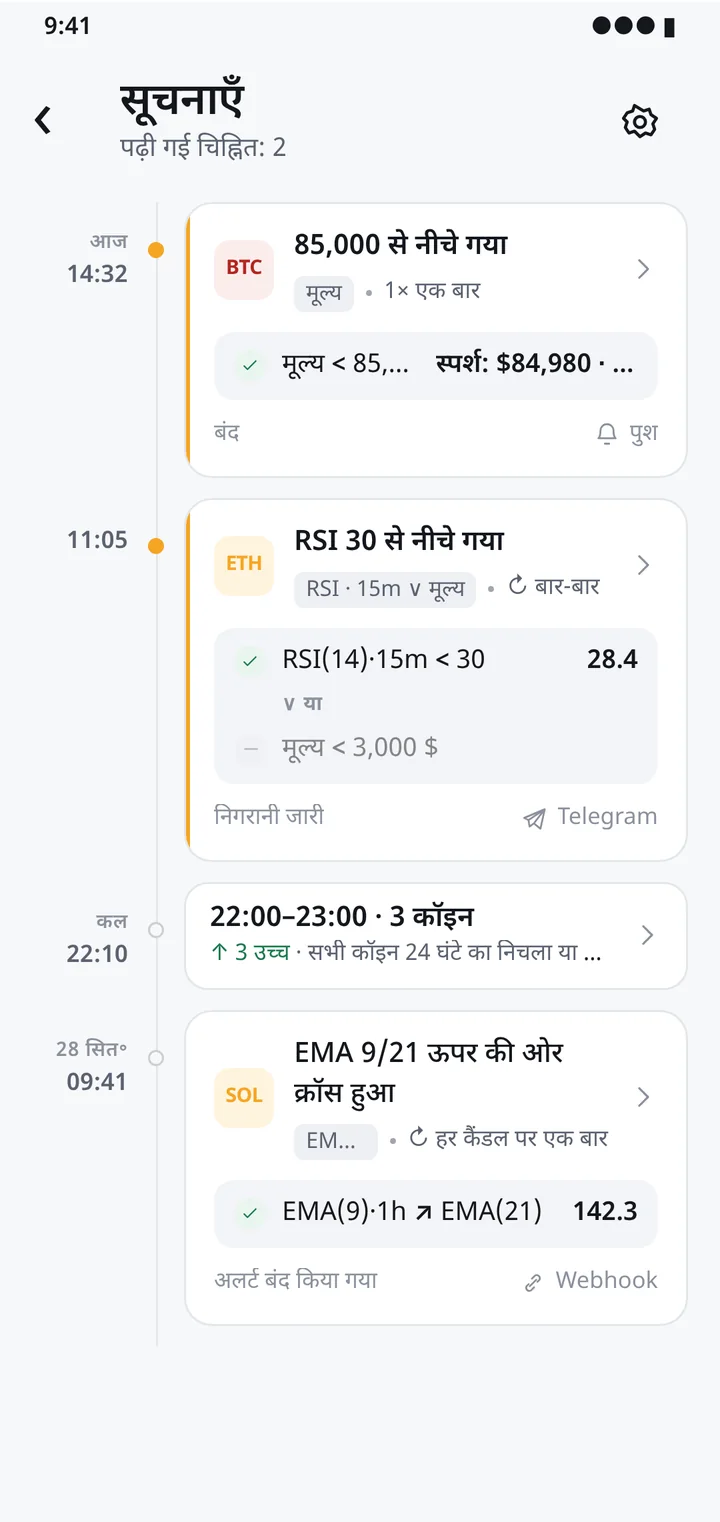 9:41
सूचनाएँ
पढ़ी गई चिह्नित: 2
आज
14:32
BTC
85,000 से नीचे गया
मूल्य • 1× एक बार
✓ मूल्य < 85,... स्पर्श: $84,980 · ...
बंद
पुश
11:05
ETH
RSI 30 से नीचे गया
RSI · 15m ∨ मूल्य • ↻ बार-बार
✓ RSI(14)·15m < 30 28.4
∨ या
– मूल्य < 3,000 $
निगरानी जारी
Telegram
कल
22:10
22:00–23:00 · 3 कॉइन
↑ 3 उच्च · सभी कॉइन 24 घंटे का निचला या ...
28 सित॰
09:41
SOL
EMA 9/21 ऊपर की ओर
क्रॉस हुआ
EM... • ↻ हर कैंडल पर एक बार
✓ EMA(9)·1h ↗ EMA(21) 142.3
अलर्ट बंद किया गया
Webhook